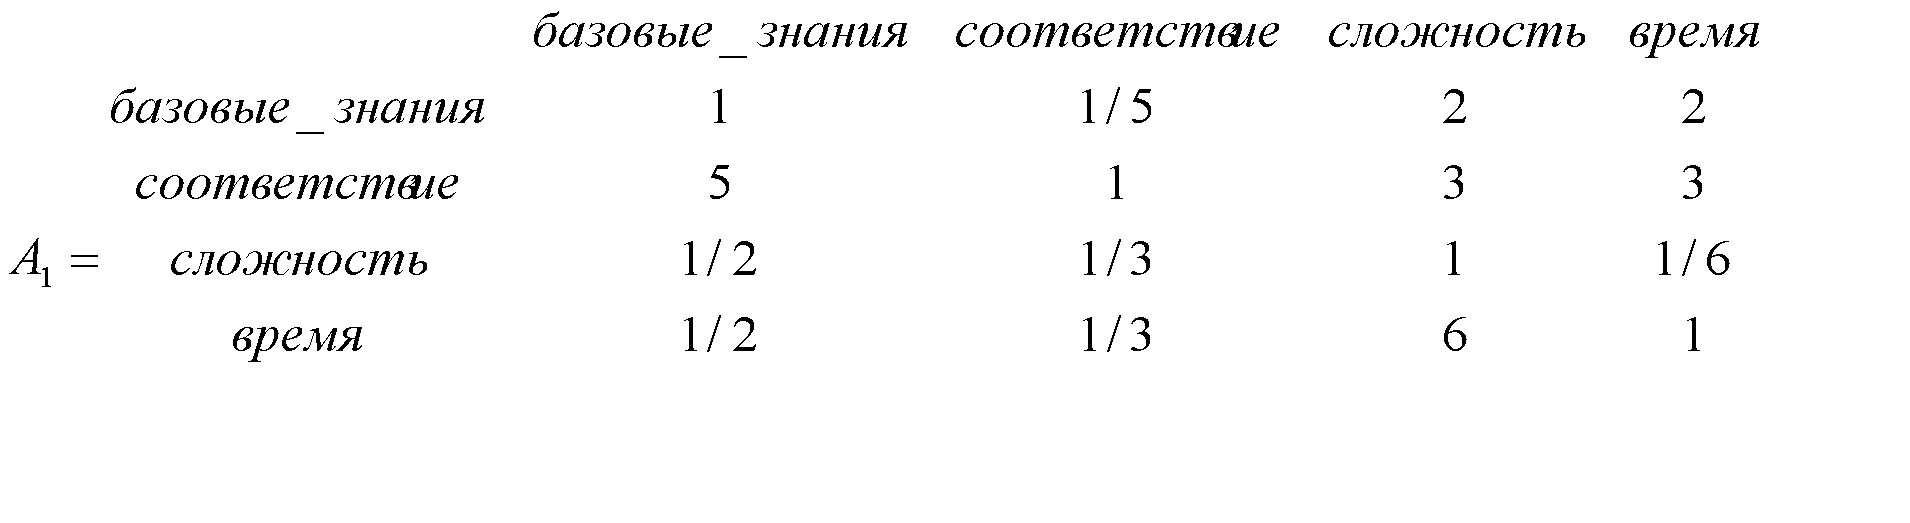 базовые_знания соответствие сложность время
базовые_знания 1 1/5 2 2
соответствие 5 1 3 3
A1 = сложность 1/2 1/3 1 1/6
время 1/2 1/3 6 1